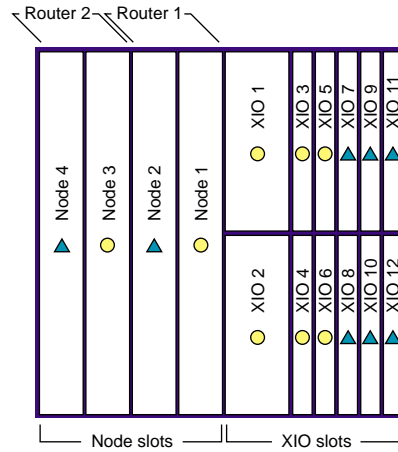 Router 2
Router 1
Node 4
Node 3
Node 2
Node 1
XIO 1
XIO 3
XIO 5
XIO 7
XIO 9
XIO 11
XIO 2
XIO 4
XIO 6
XIO 8
XIO 10
XIO 12
Node slots
XIO slots